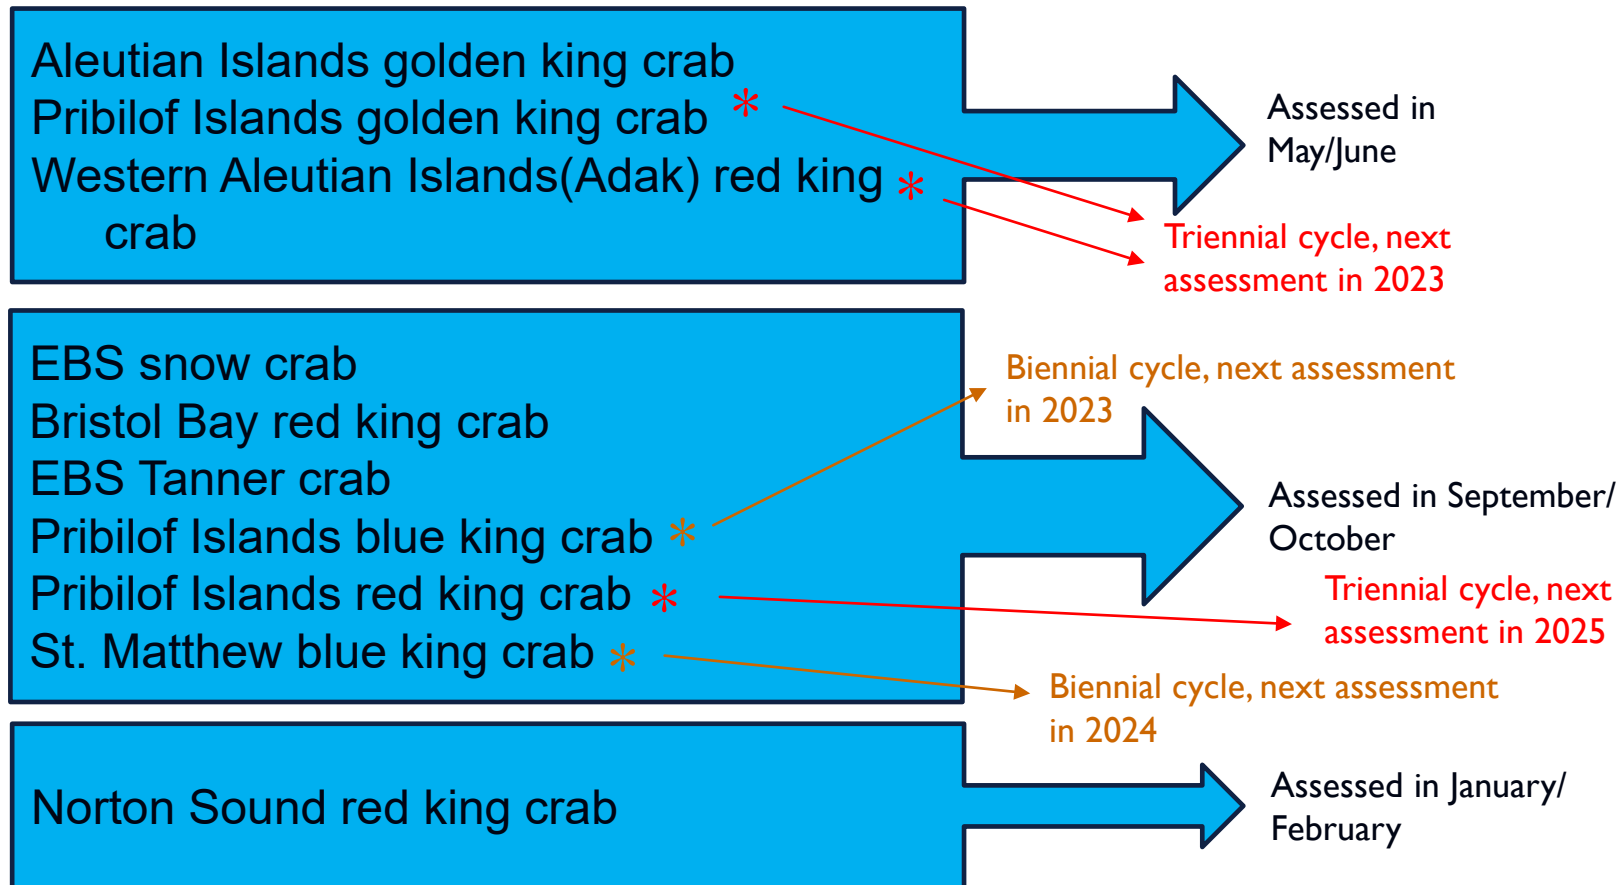 Aleutian Islands golden king crab
Pribilof Islands golden king crab *
Western Aleutian Islands(Adak) red king *
crab
Assessed in
May/June
Triennial cycle, next
assessment in 2023
EBS snow crab
Bristol Bay red king crab
EBS Tanner crab
Pribilof Islands blue king crab *
Pribilof Islands red king crab *
St. Matthew blue king crab *
Biennial cycle, next assessment
in 2023
Assessed in September/
October
Triennial cycle, next
assessment in 2025
Biennial cycle, next assessment
in 2024
Norton Sound red king crab
Assessed in January/
February